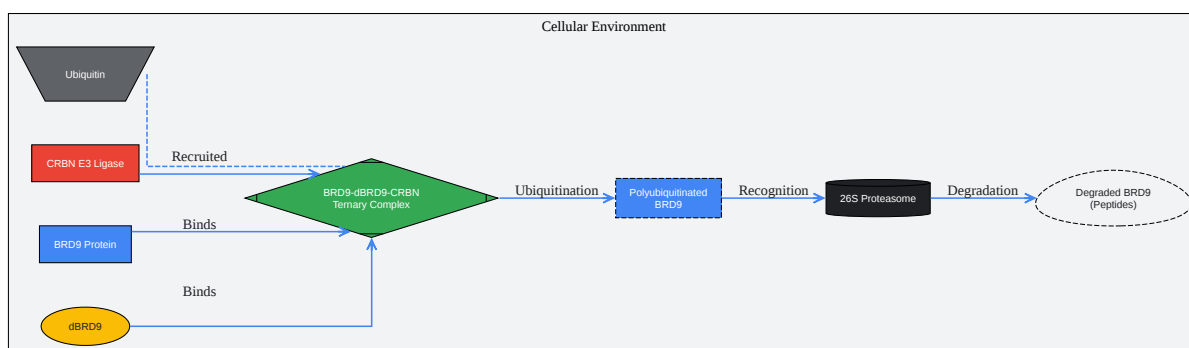 Cellular Environment
Ubiquitin
CRBN E3 Ligase
Recruited
BRD9-dBRD9-CRBN
Ternary Complex
Ubiquitination
Polyubiquitinated
BRD9
Recognition
26S Proteasome
Degradation
Degraded BRD9
(Peptides)
BRD9 Protein
Binds
Binds
dBRD9